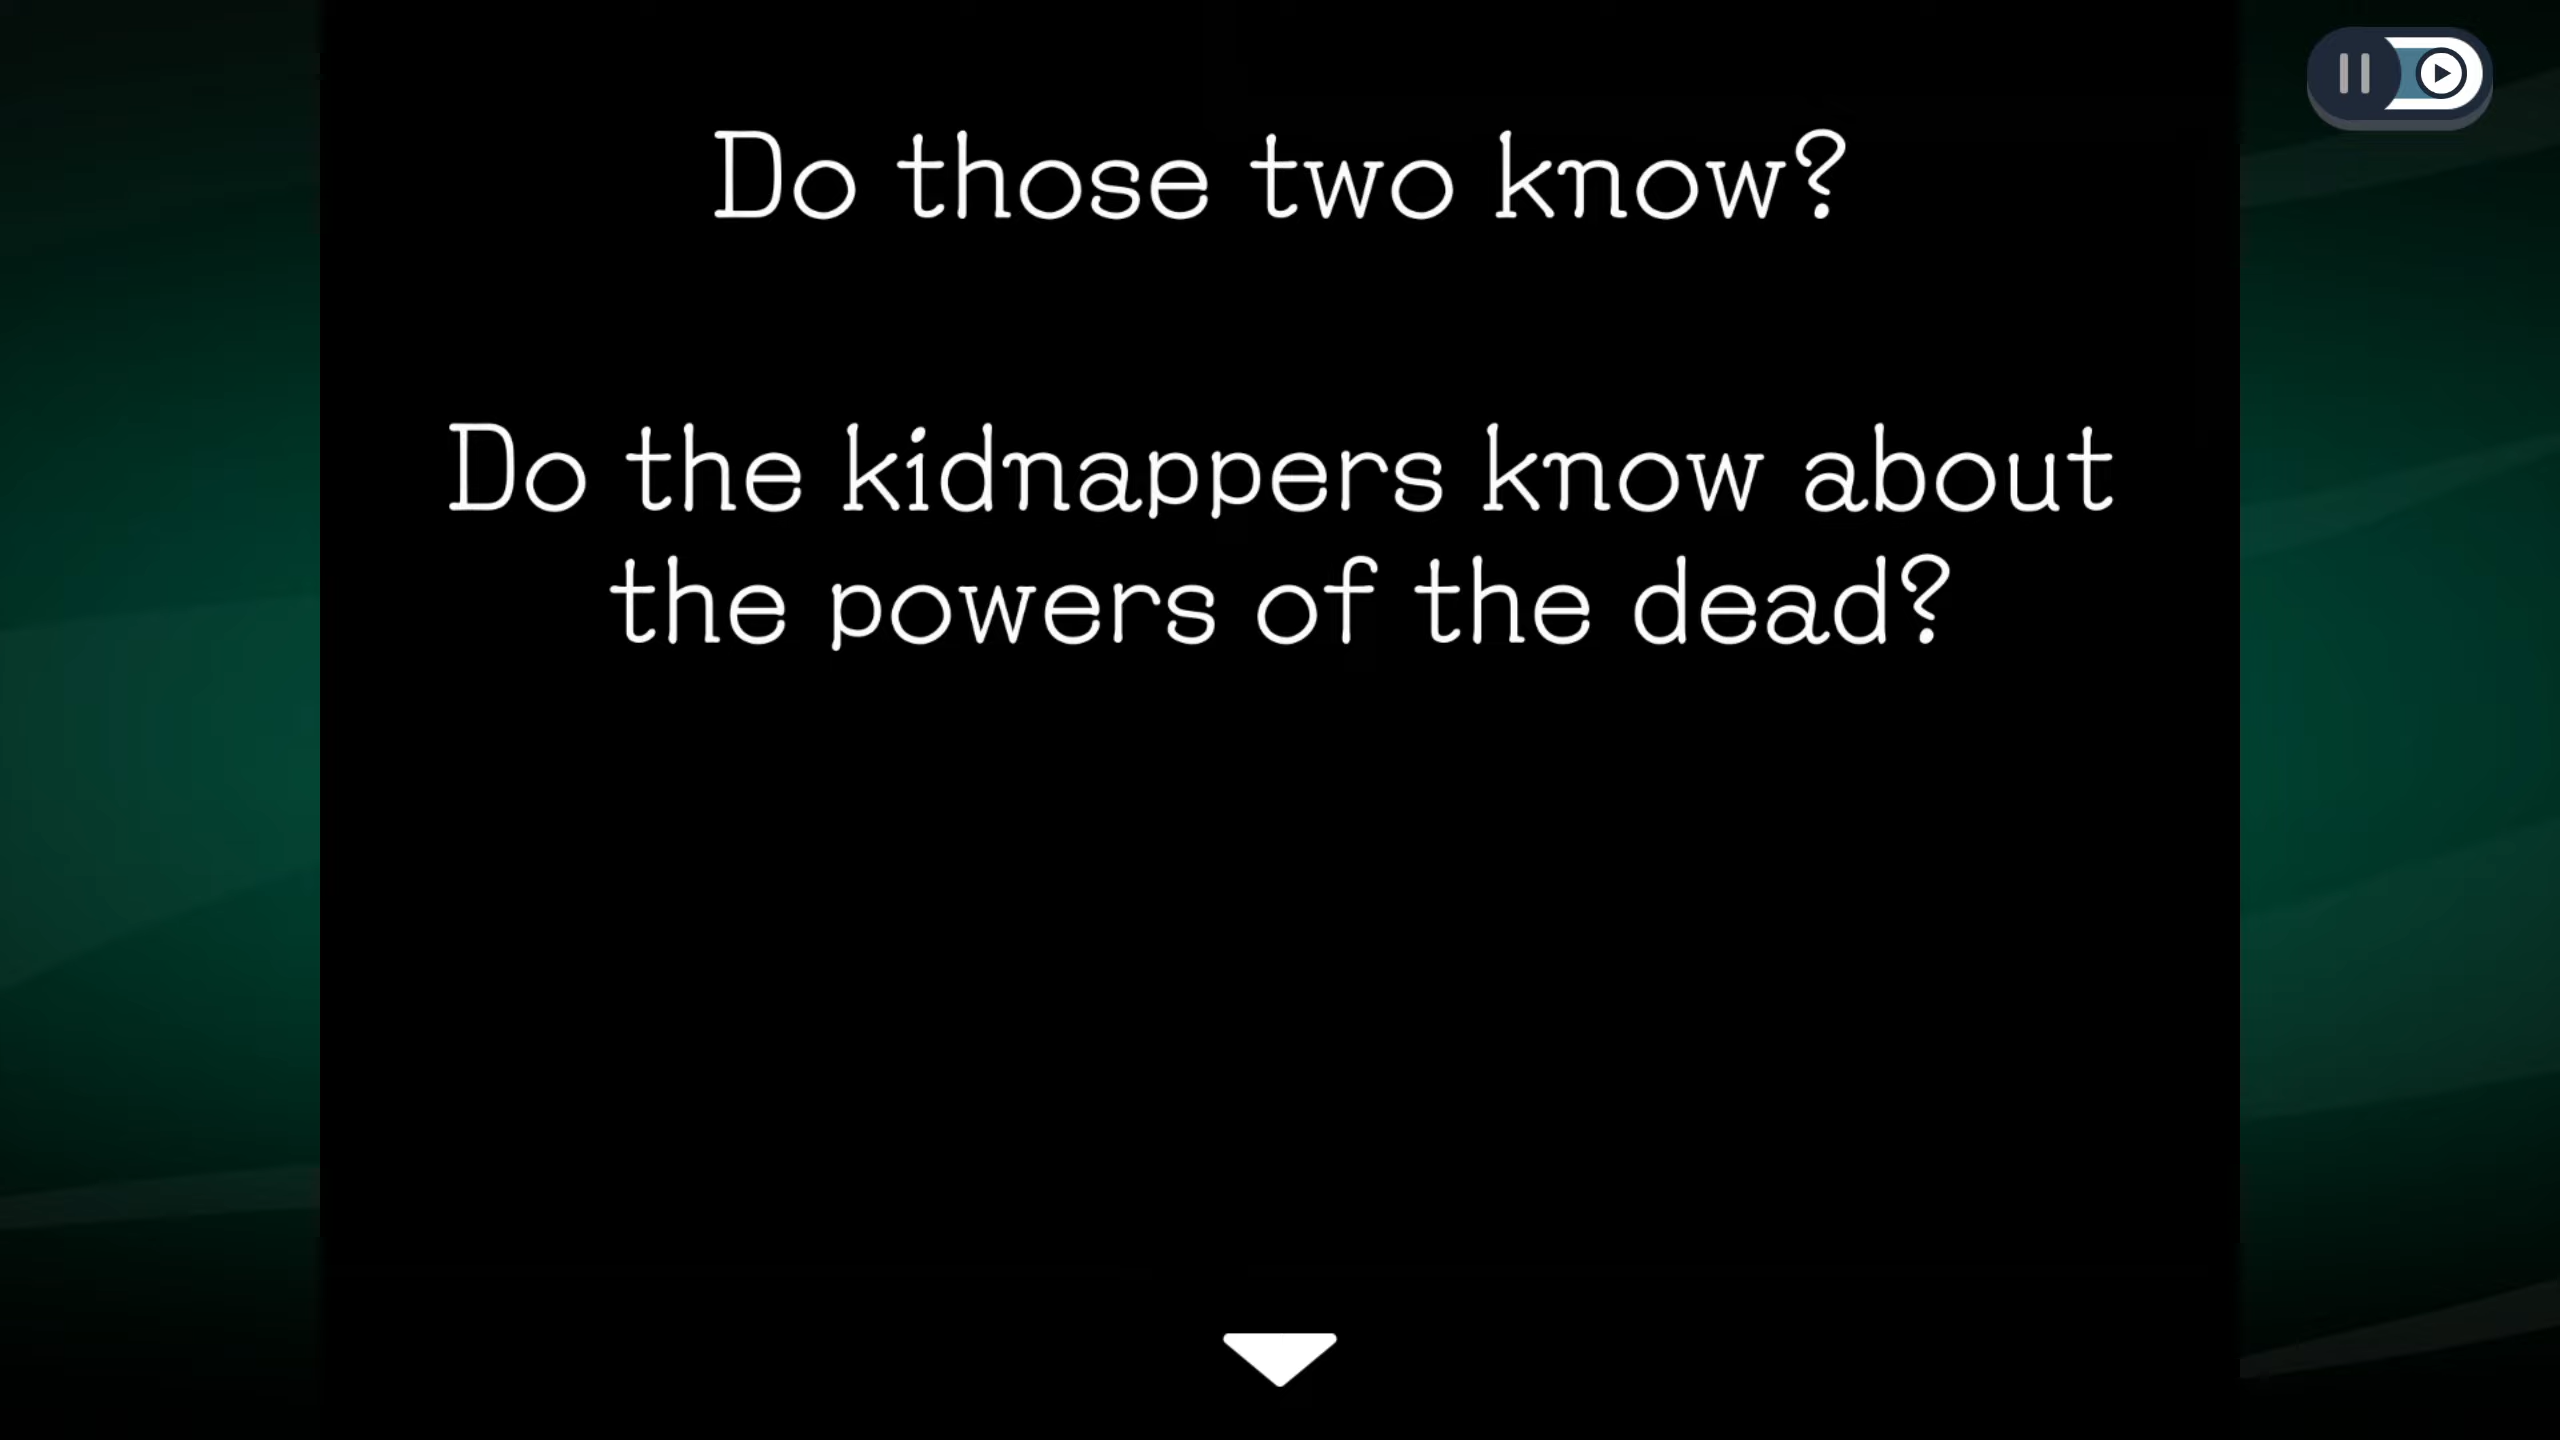 Do those two know?
Do the kidnappers know about
the powers of the dead?